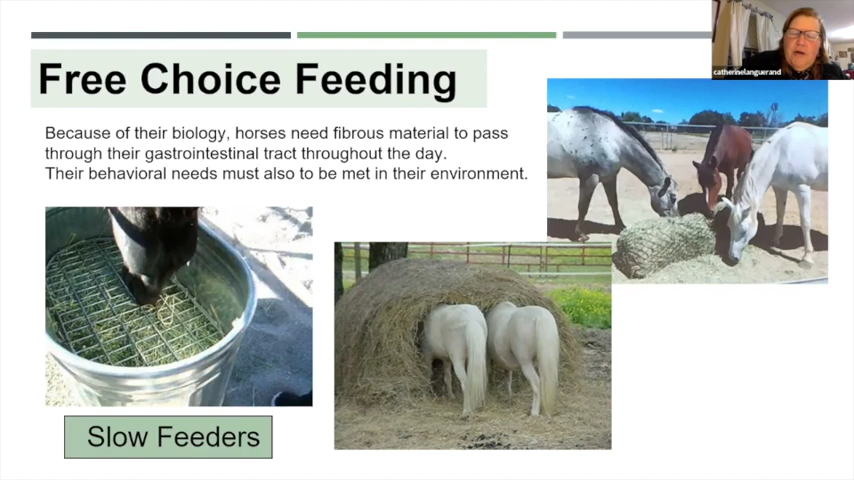 catherinelanguerand
Free Choice Feeding
Because of their biology, horses need fibrous material to pass
through their gastrointestinal tract throughout the day.
Their behavioral needs must also to be met in their environment.
Slow Feeders